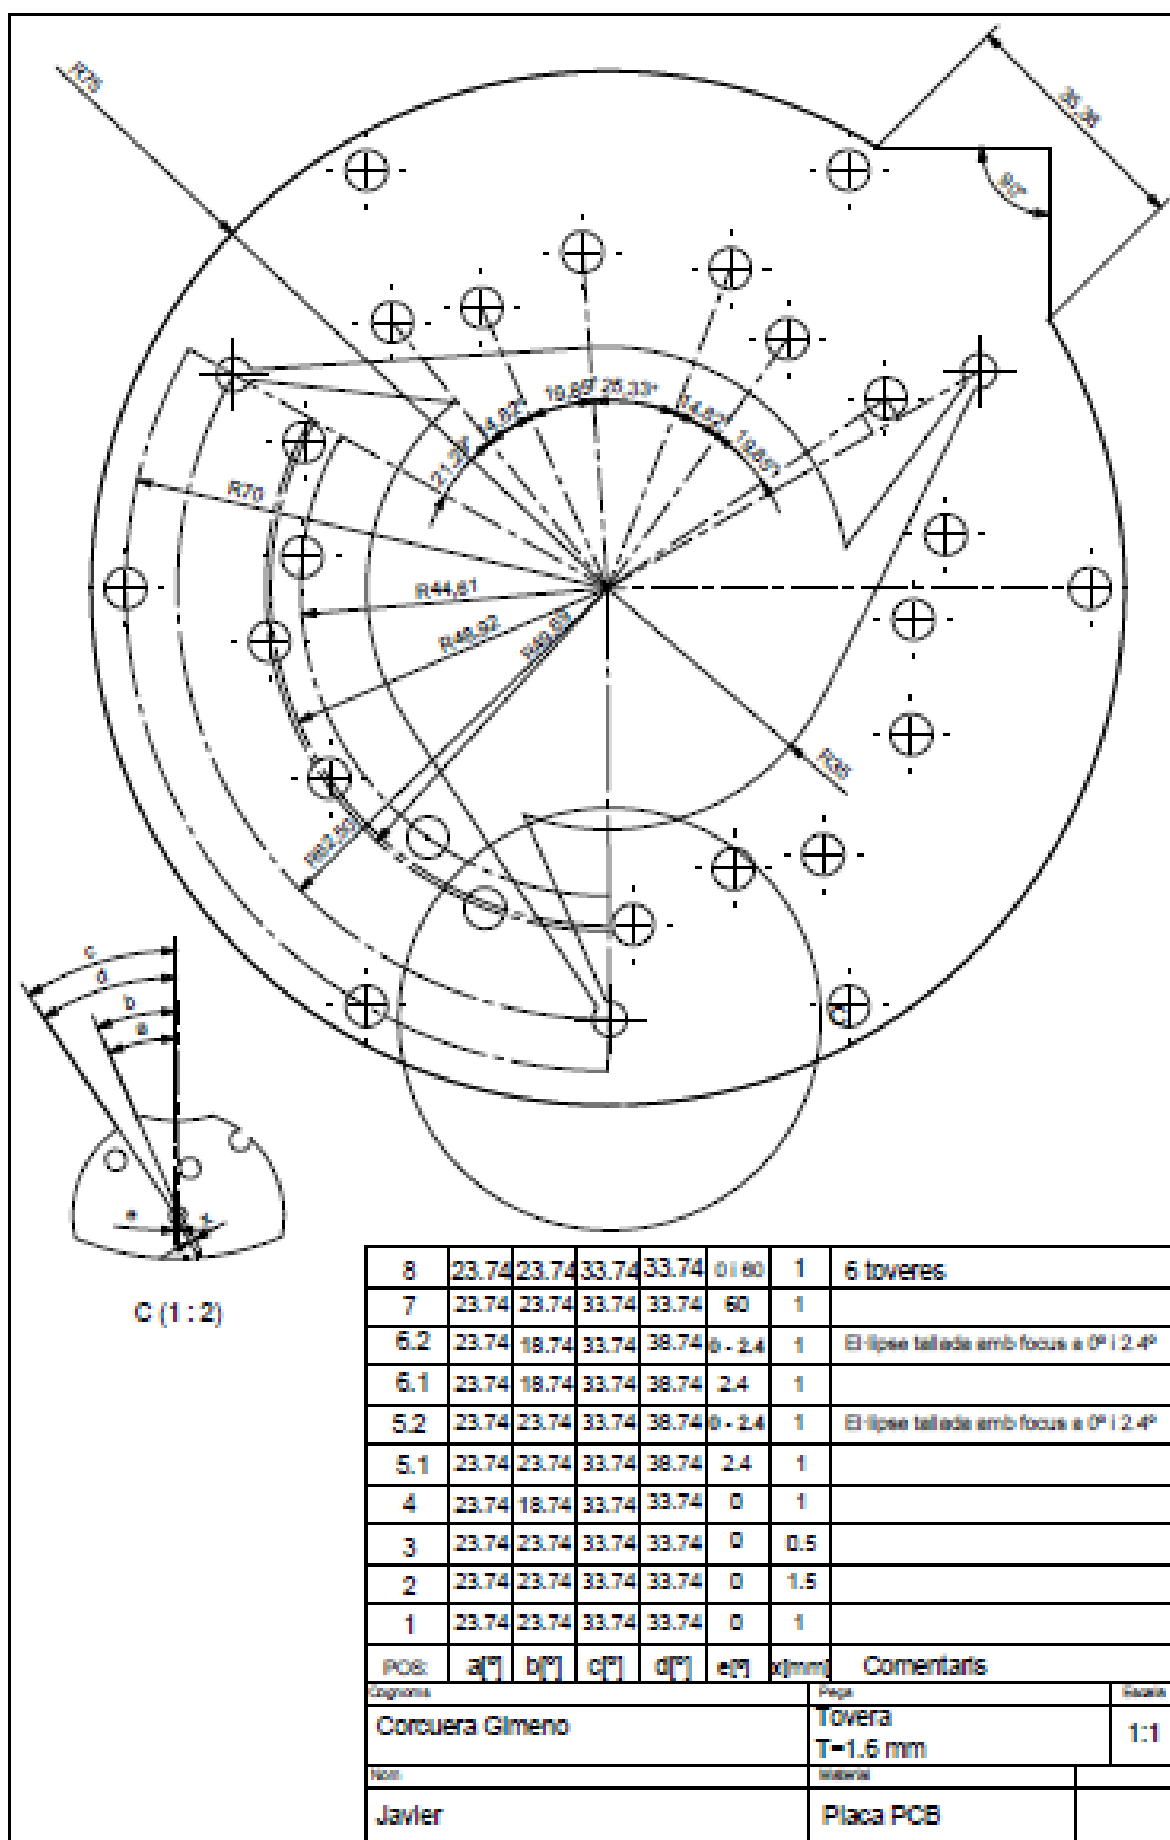 R75
35,36
90°
19,69°
25,33°
14,82°
14,82°
21,29°
19,69°
R70
R44,61
R48,92
R35
R62,50
c
d
b
a
e
x
C
C (1 : 2)
8 23.74 23.74 33.74 33.74 0 i 60 1 6 toveres
7 23.74 23.74 33.74 33.74 60 1
6.2 23.74 18.74 33.74 38.74 0 - 2.4 1 El·lipse tallada amb focus a 0º i 2.4º
6.1 23.74 18.74 33.74 38.74 2.4 1
5.2 23.74 23.74 33.74 38.74 0 - 2.4 1 El·lipse tallada amb focus a 0º i 2.4º
5.1 23.74 23.74 33.74 38.74 2.4 1
4 23.74 18.74 33.74 33.74 0 1
3 23.74 23.74 33.74 33.74 0 0.5
2 23.74 23.74 33.74 33.74 0 1.5
1 23.74 23.74 33.74 33.74 0 1
POS: a[º] b[º] c[º] d[º] e[º] x[mm] Comentaris
Cognoms Peça Escala
Corcuera Gimeno
Tovera
T=1.6 mm
1:1
Nom Material
Javier Placa PCB